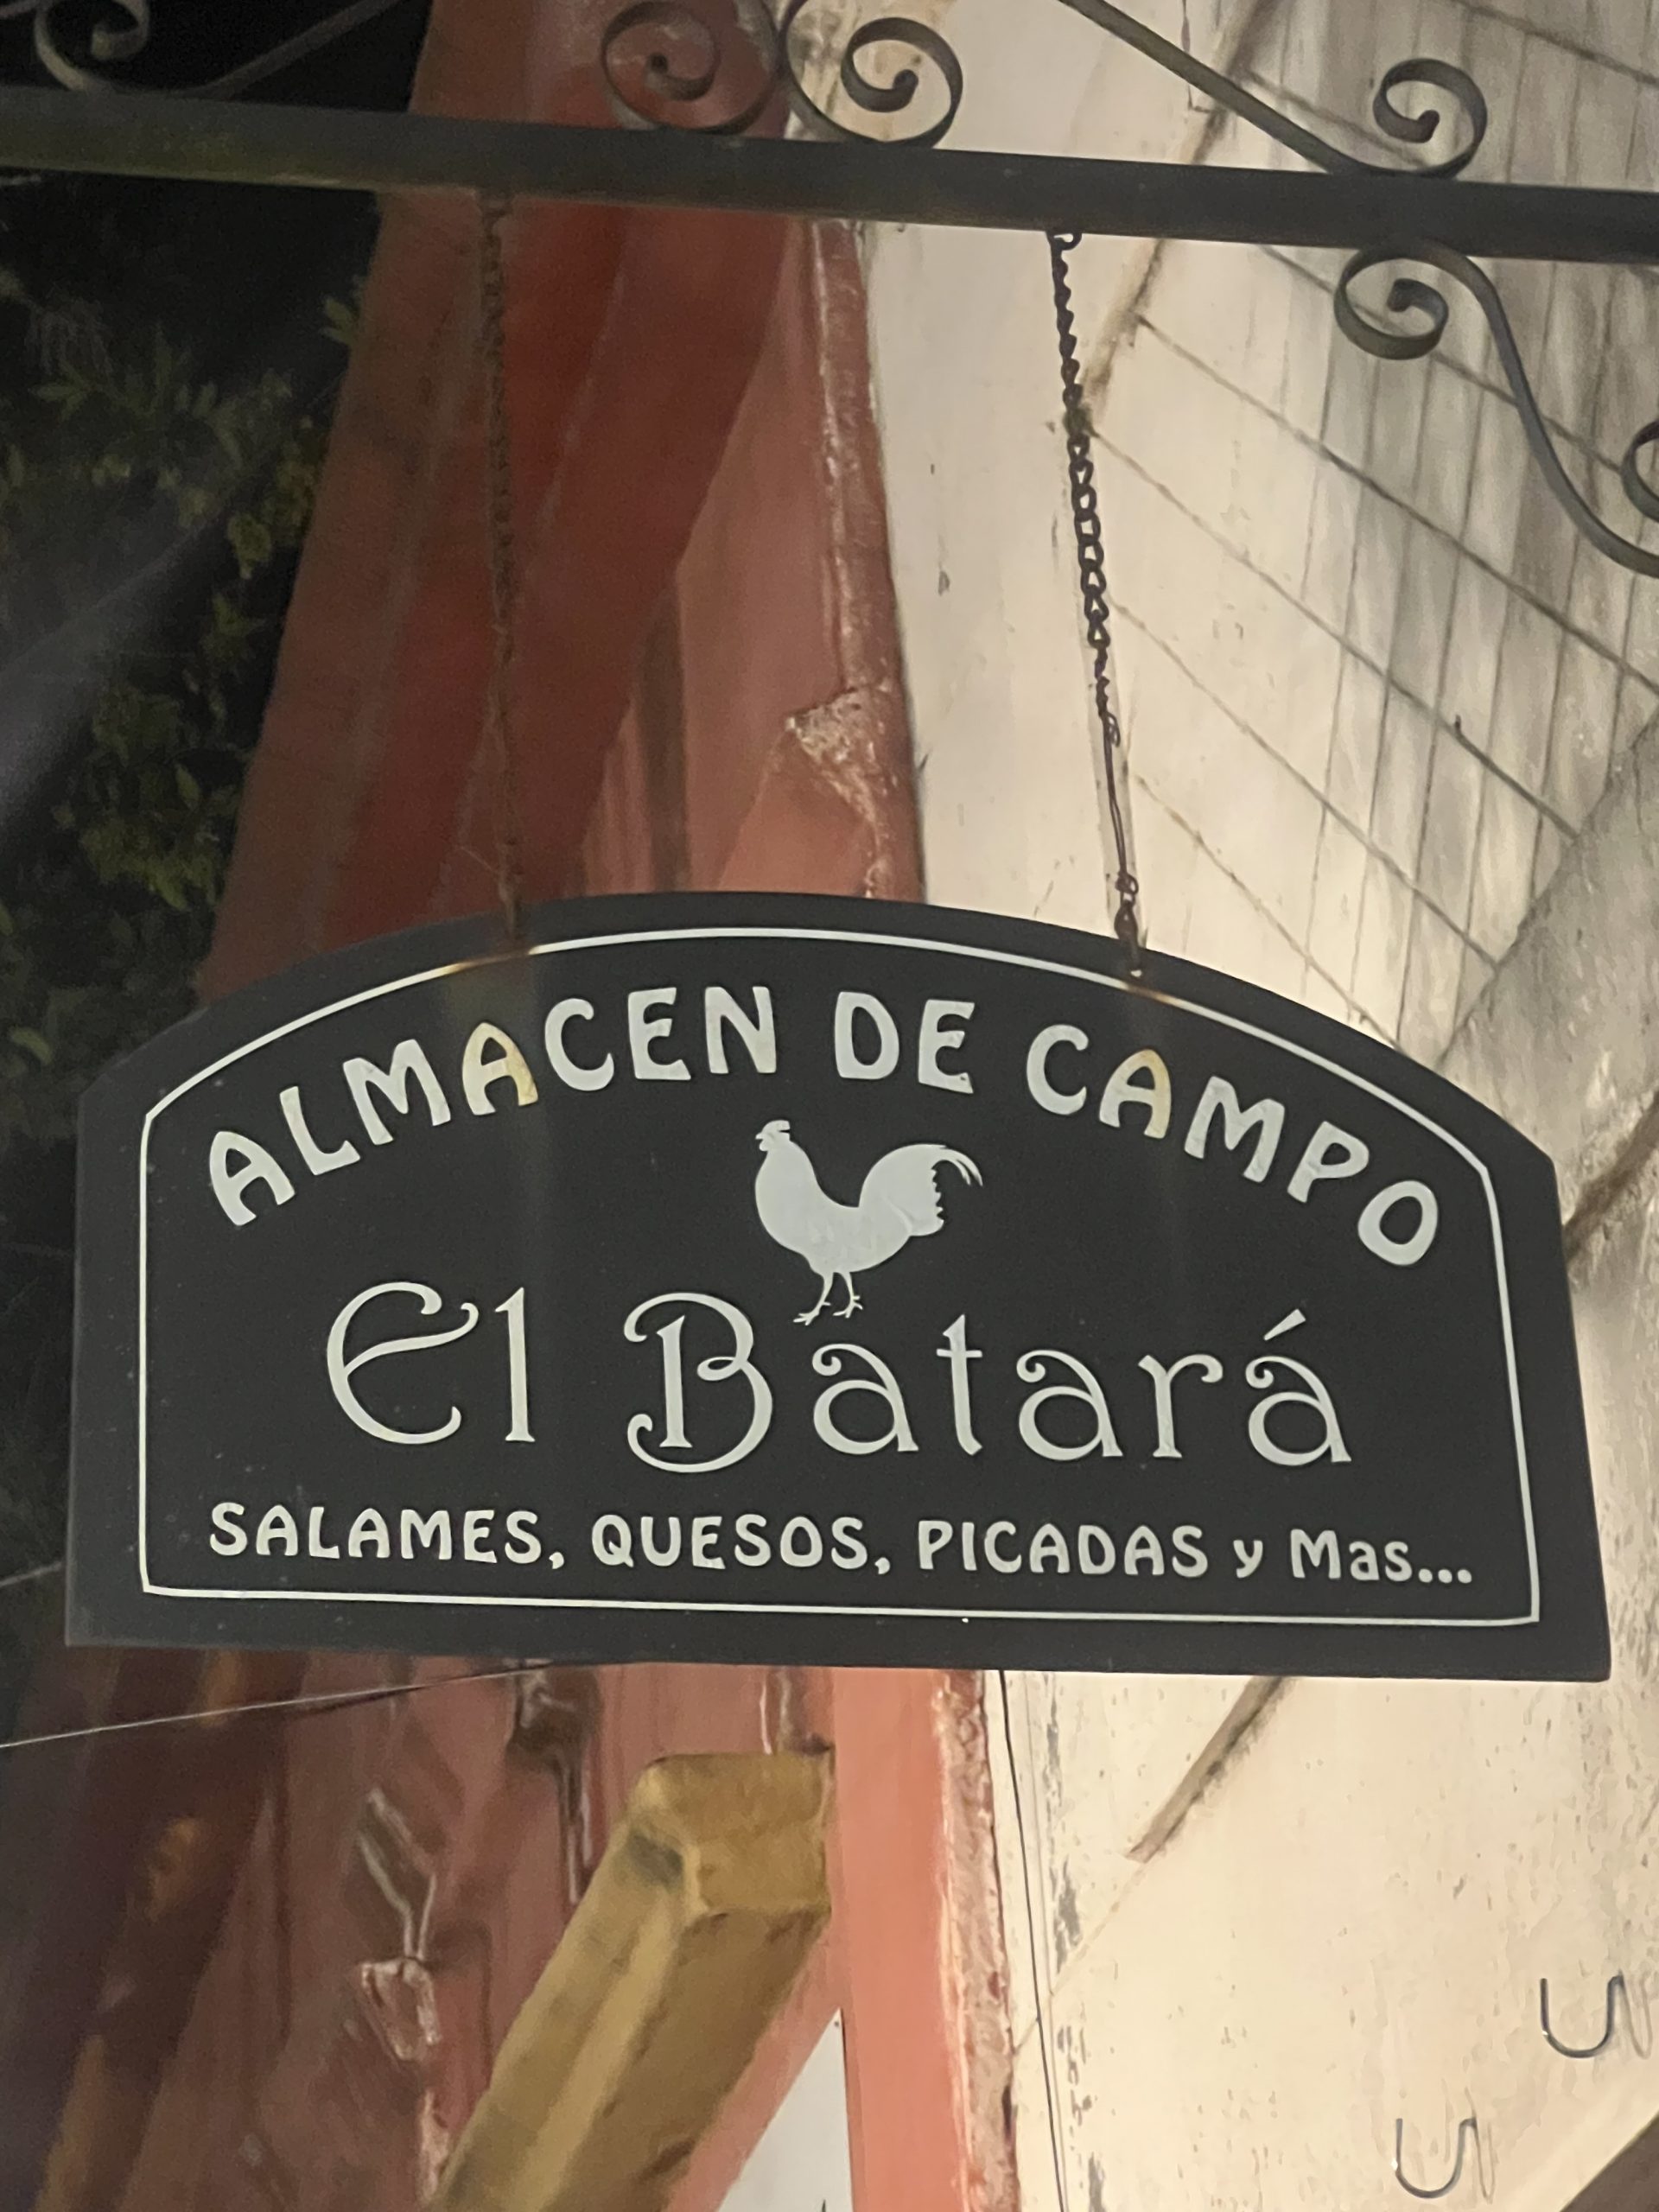 ALMACEN DE CAMPO
El Batará
SALAMES, QUESOS, PICADAS y Mas...